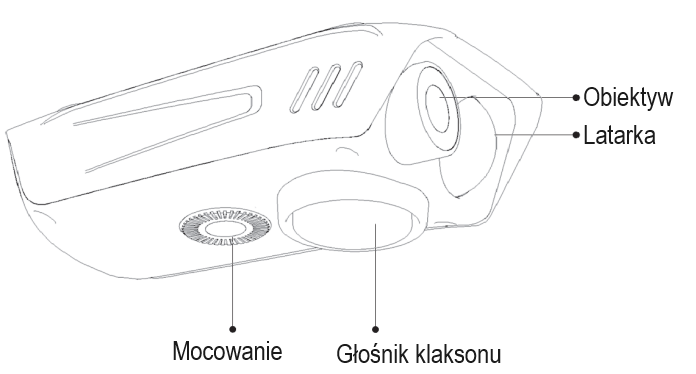 Obiektyw
Latarka
Mocowanie
Głośnik klaksonu